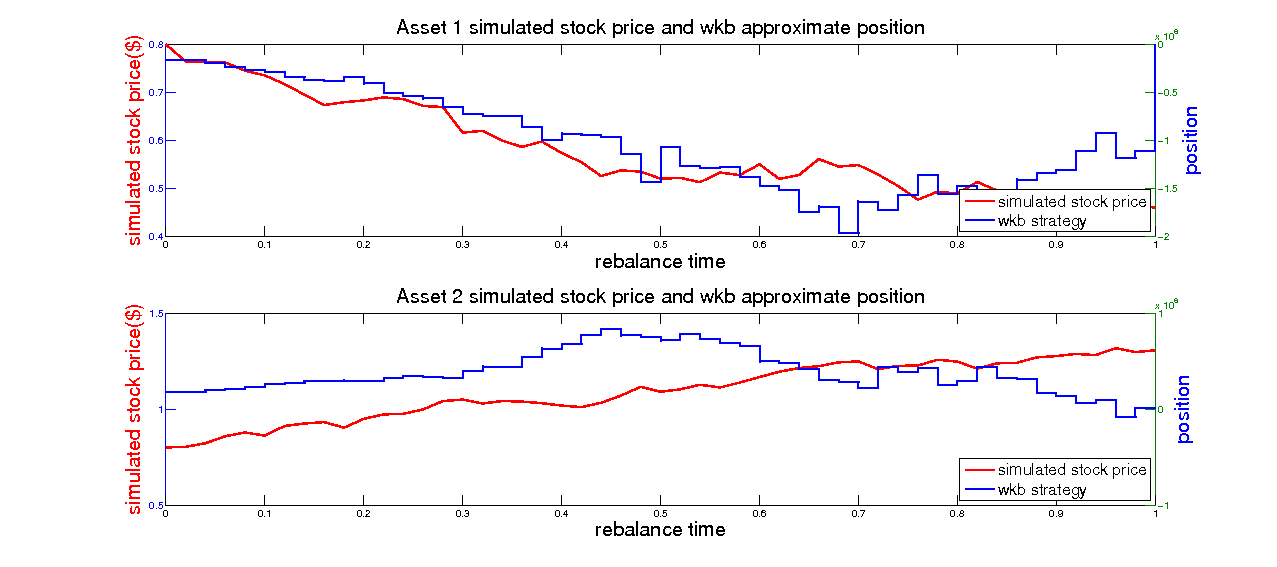 Asset 1 simulated stock price and wkb approximate position
simulated stock price($)
0.8
0.7
0.6
0.5
0.4
0 0.1 0.2 0.3 0.4 0.5 0.6 0.7 0.8 0.9 1
rebalance time
0
-0.5
-1
-1.5
-2
position
simulated stock price
wkb strategy
Asset 2 simulated stock price and wkb approximate position
simulated stock price($)
1.5
1
0.5
0 0.1 0.2 0.3 0.4 0.5 0.6 0.7 0.8 0.9 1
rebalance time
1
0
-1
position
simulated stock price
wkb strategy